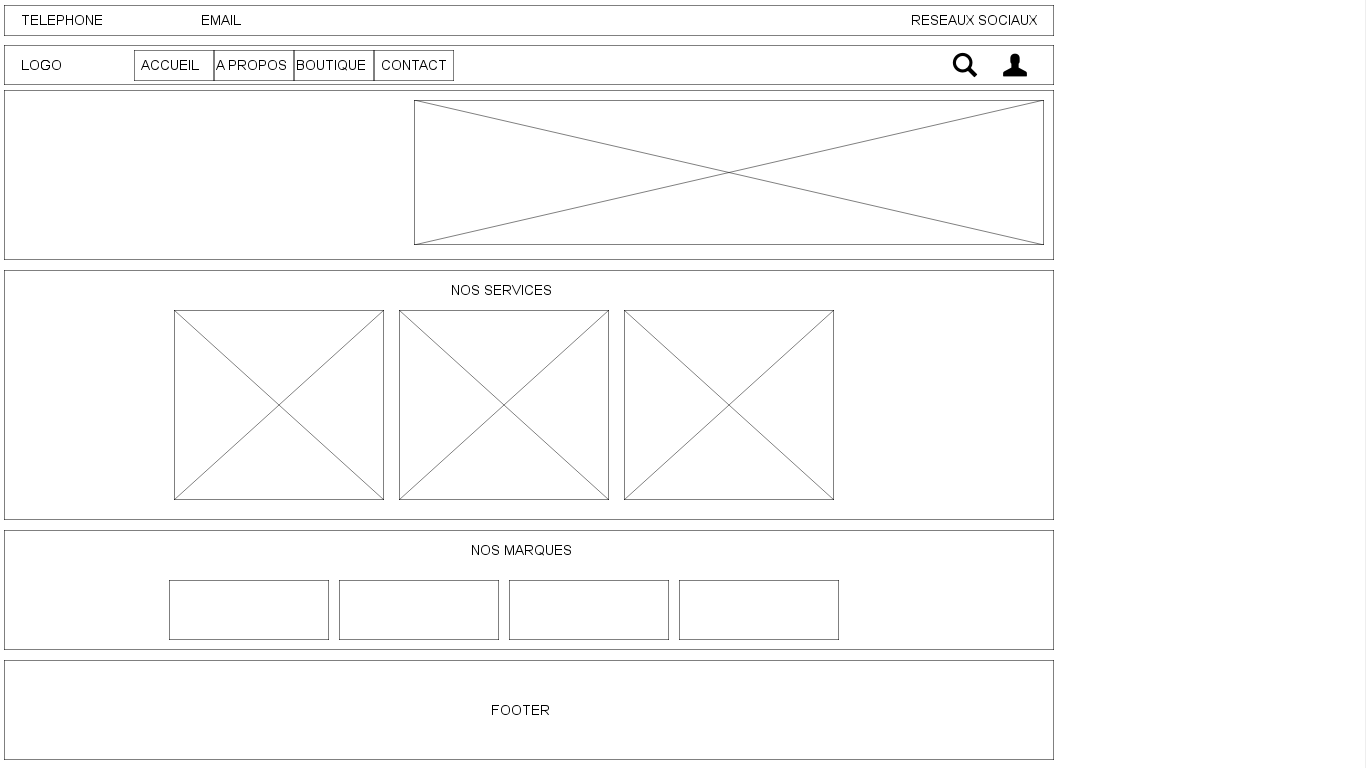 TELEPHONE EMAIL RESEAUX SOCIAUX
LOGO ACCUEIL A PROPOS BOUTIQUE CONTACT
NOS SERVICES
NOS MARQUES
FOOTER